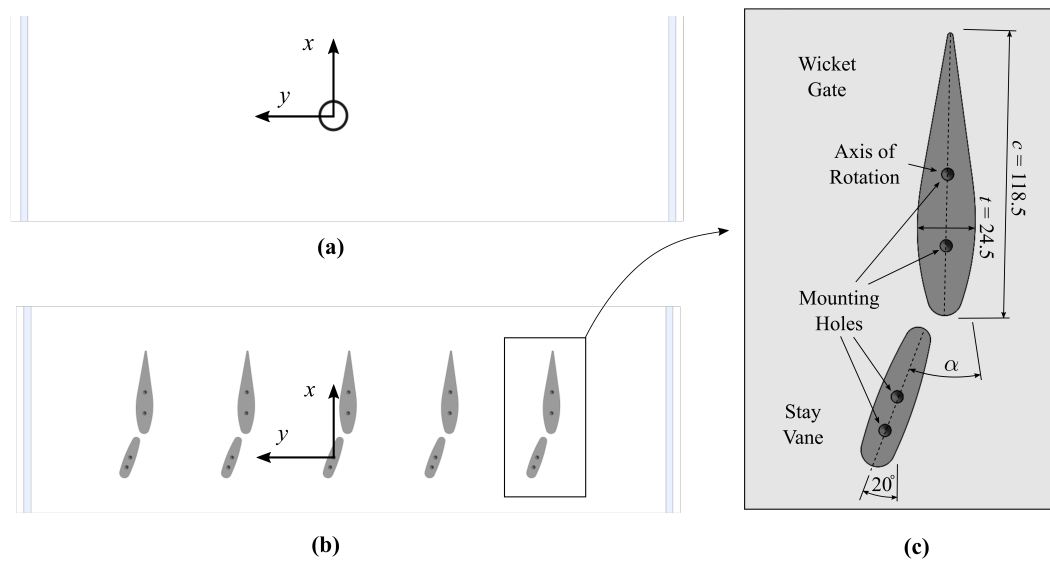 x
y
(a)
x
y
(b)
Wicket
Gate
Axis of
Rotation
c = 118.5
t = 24.5
Mounting
Holes
α
Stay
Vane
20°
(c)